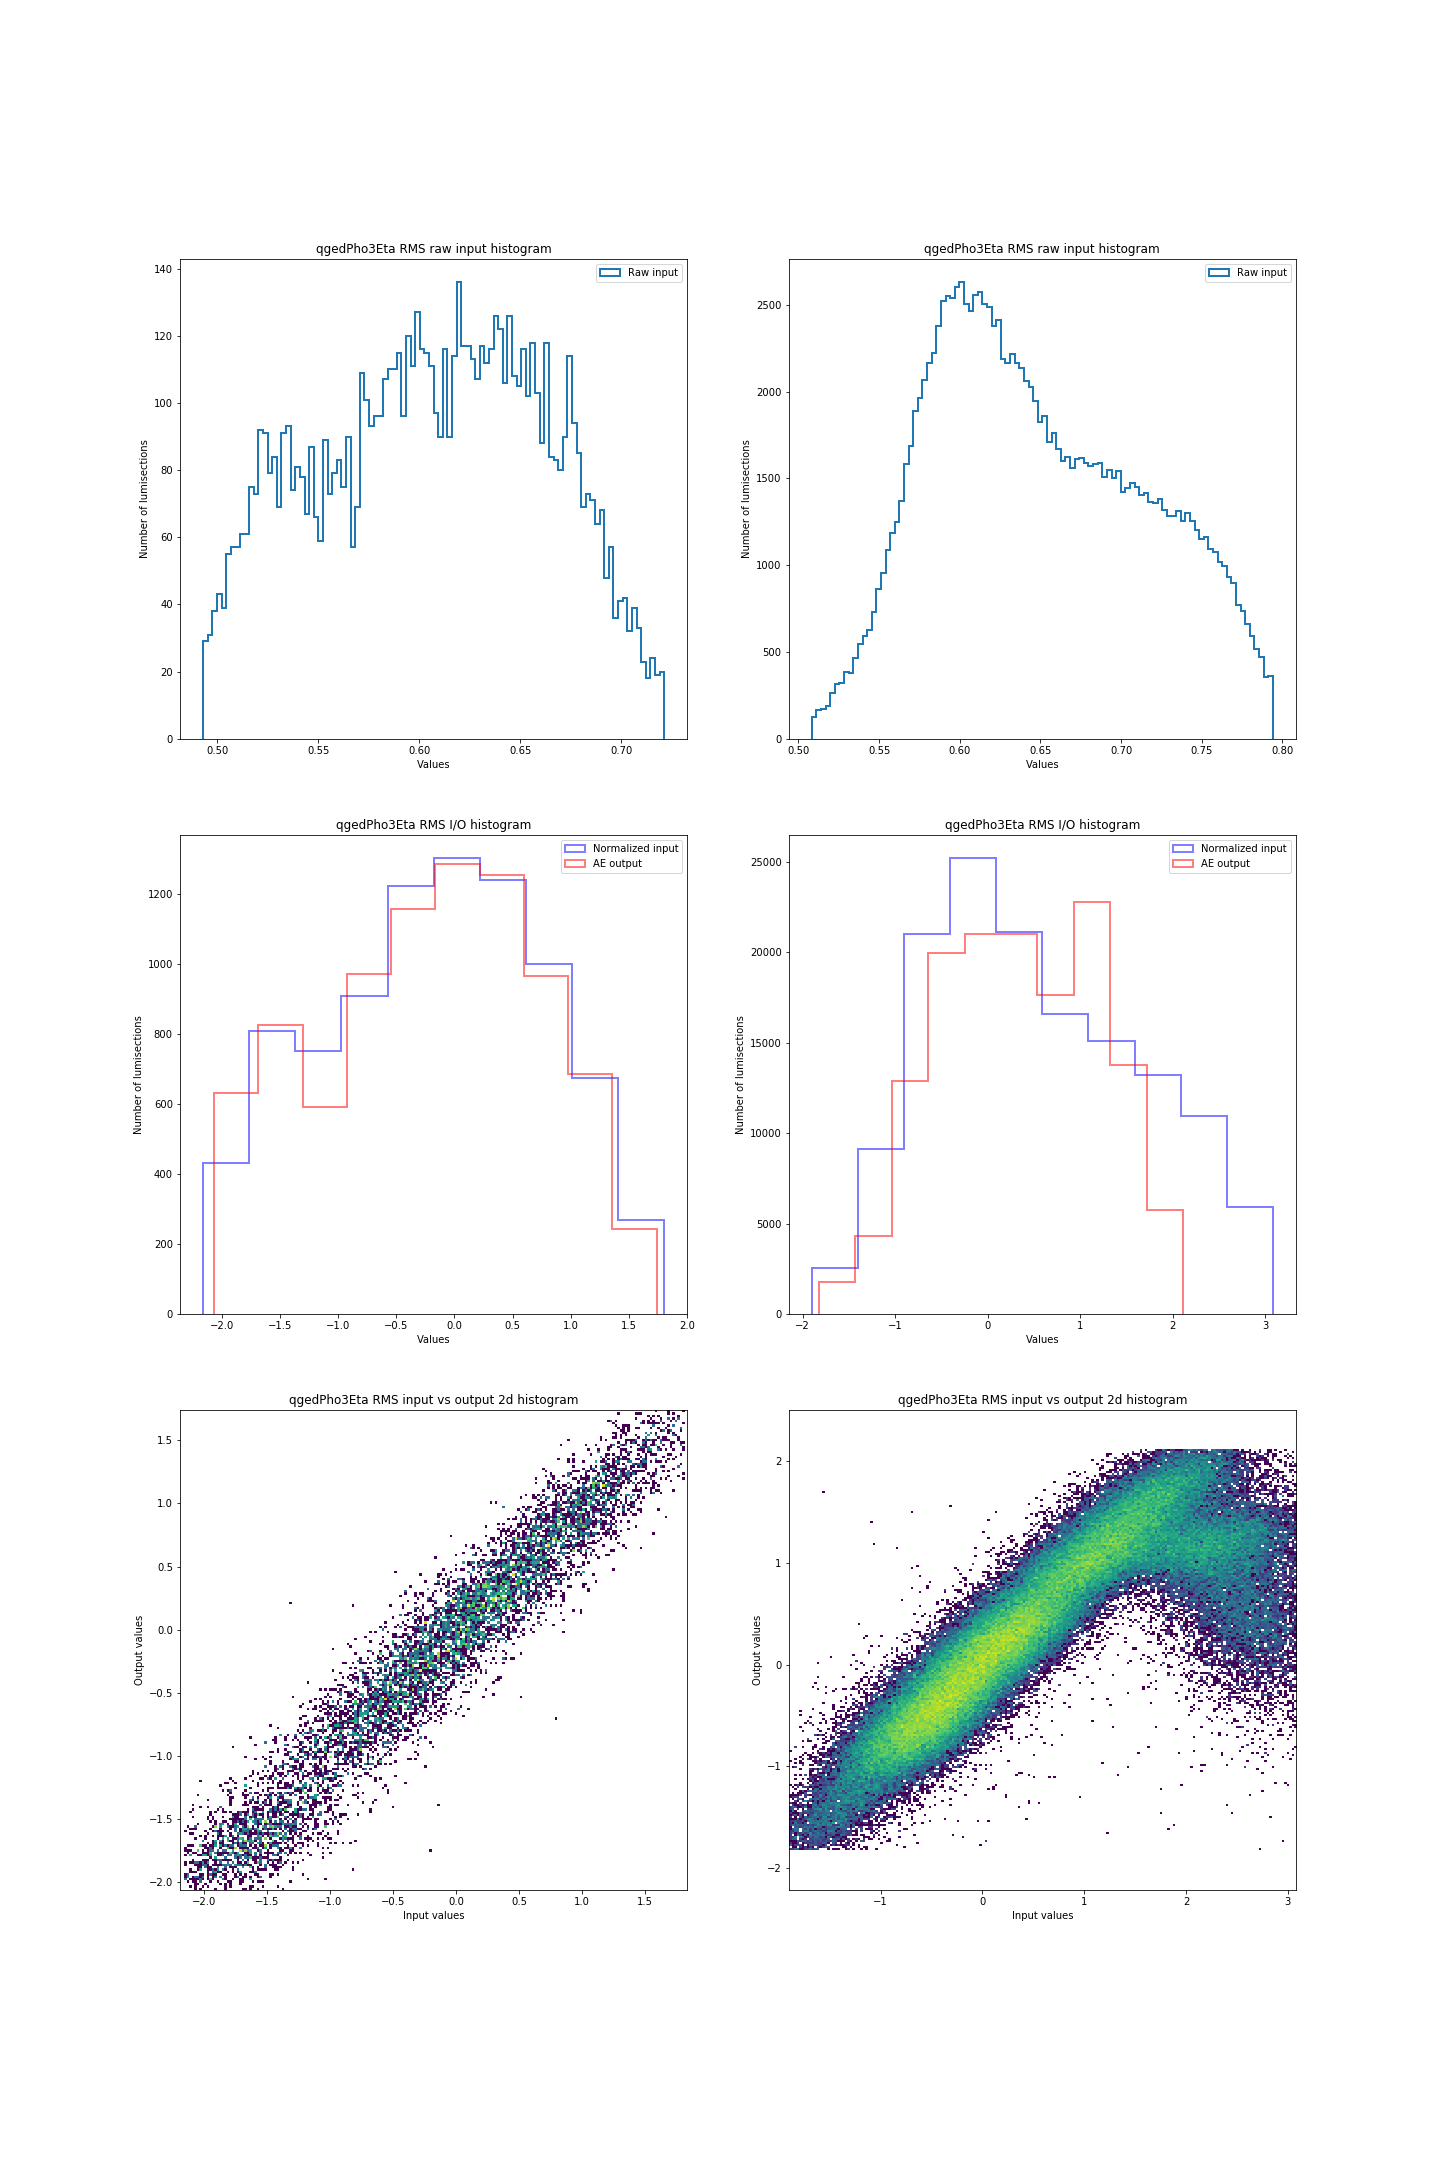 qgedPho3Eta RMS raw input histogram
Raw input
140
120
100
80
60
40
20
0
Number of lumisections
0.50 0.55 0.60 0.65 0.70
Values
qgedPho3Eta RMS raw input histogram
Raw input
2500
2000
1500
1000
500
0
Number of lumisections
0.50 0.55 0.60 0.65 0.70 0.75 0.80
Values
qgedPho3Eta RMS I/O histogram
Normalized input
AE output
1200
1000
800
600
400
200
0
Number of lumisections
−2.0 −1.5 −1.0 −0.5 0.0 0.5 1.0 1.5 2.0
Values
qgedPho3Eta RMS I/O histogram
Normalized input
AE output
25000
20000
15000
10000
5000
0
Number of lumisections
−2 −1 0 1 2 3
Values
qgedPho3Eta RMS input vs output 2d histogram
1.5
1.0
0.5
0.0
−0.5
−1.0
−1.5
−2.0
Output values
−2.0 −1.5 −1.0 −0.5 0.0 0.5 1.0 1.5
Input values
qgedPho3Eta RMS input vs output 2d histogram
2
1
0
−1
−2
Output values
−1 0 1 2 3
Input values